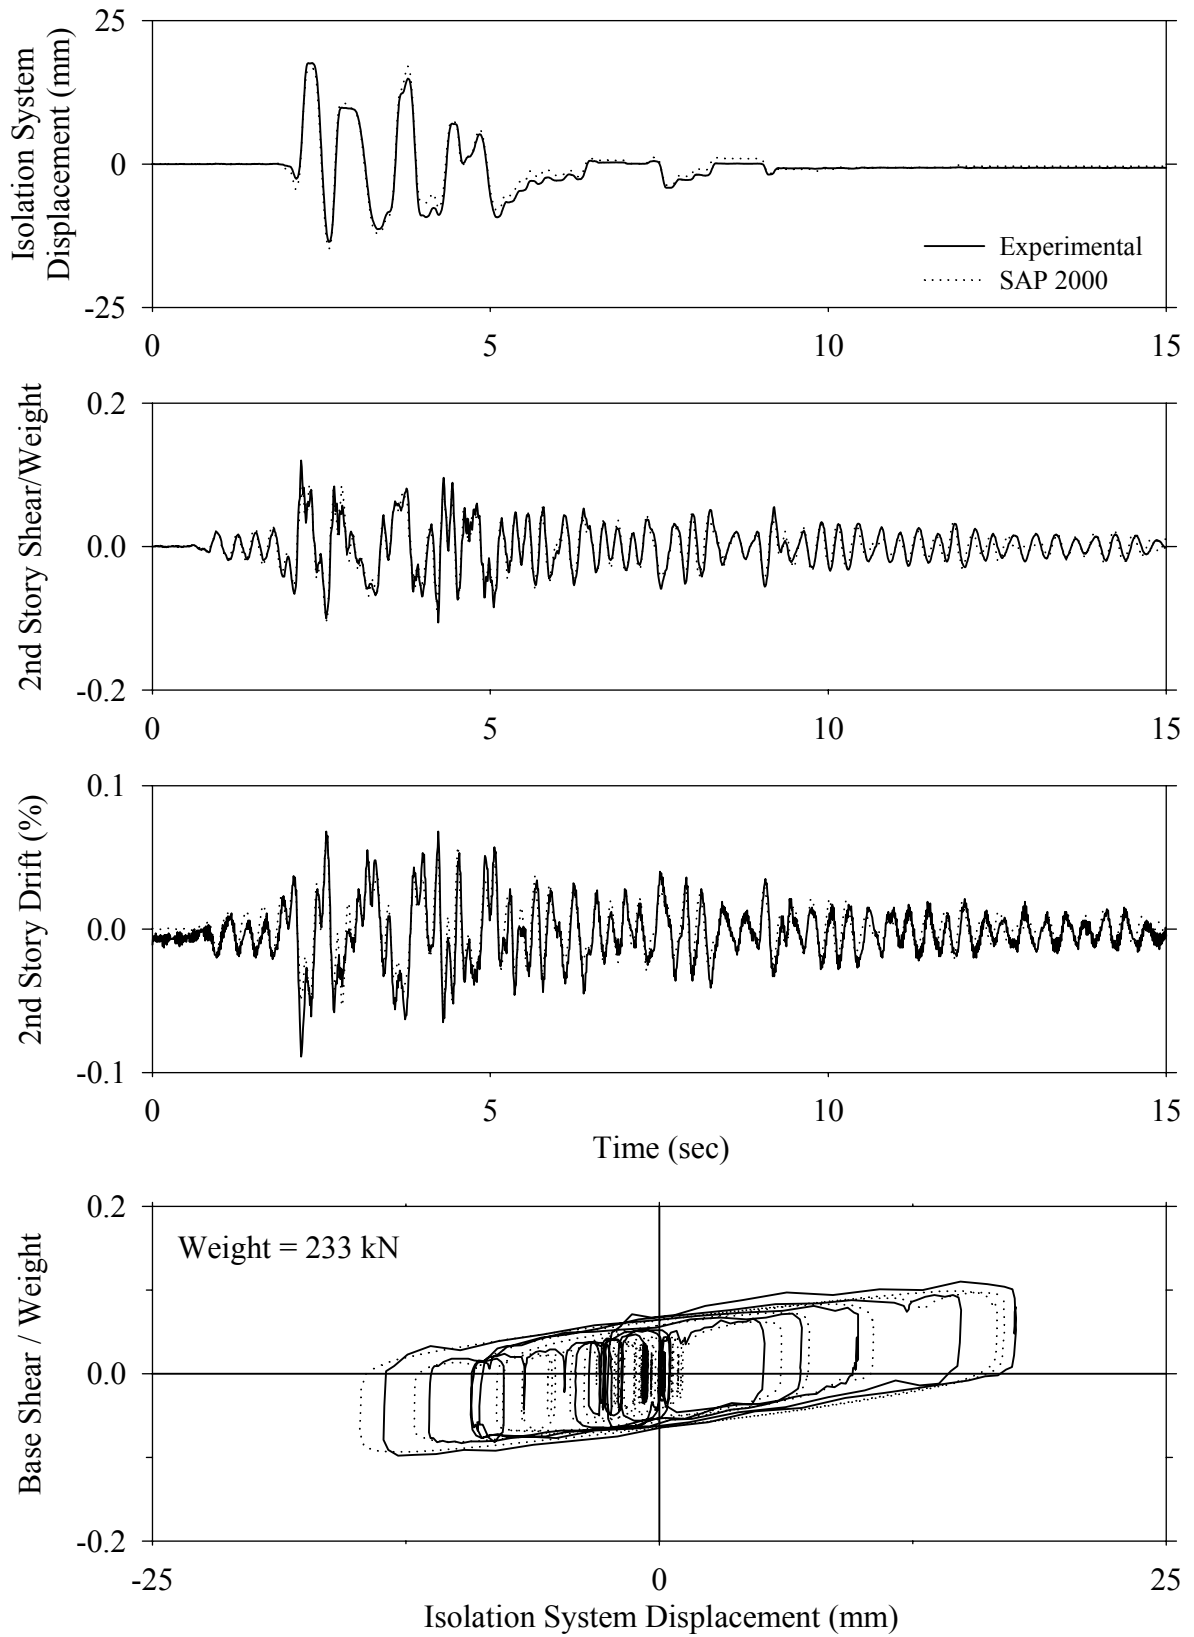 25
Isolation System
Displacement (mm)
0
Experimental
SAP 2000
-25
0 5 10 15
0.2
2nd Story Shear/Weight
0.0
-0.2
0 5 10 15
0.1
2nd Story Drift (%)
0.0
-0.1
0 5 10 15
Time (sec)
0.2
Weight = 233 kN
Base Shear / Weight
0.0
-0.2
-25 0 25
Isolation System Displacement (mm)